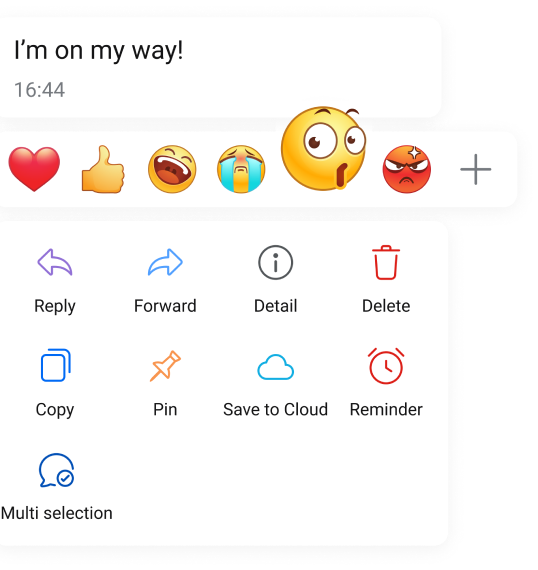 I'm on my way!
16:44
Reply Forward Detail Delete
Copy Pin Save to Cloud Reminder
Multi selection